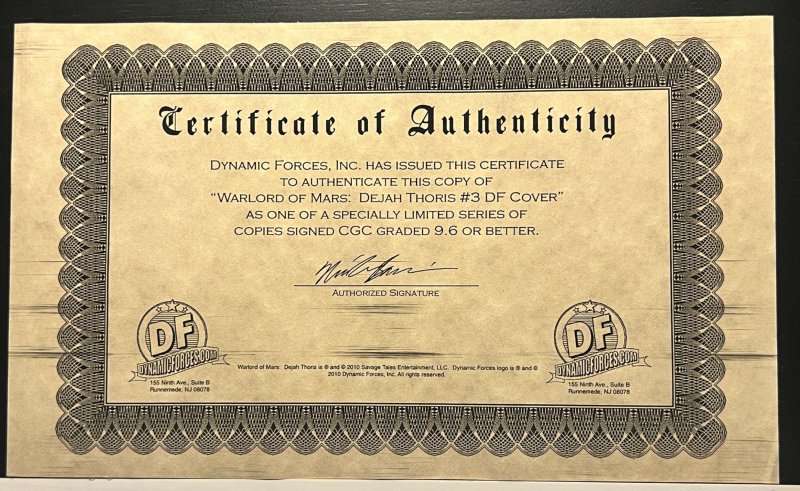 Certificate of Authenticity
DYNAMIC FORCES, INC. HAS ISSUED THIS CERTIFICATE
TO AUTHENTICATE THIS COPY OF
"WARLORD OF MARS: DEJAH THORIS #3 DF COVER"
AS ONE OF A SPECIALLY LIMITED SERIES OF
COPIES SIGNED CGC GRADED 9.6 OR BETTER.
AUTHORIZED SIGNATURE
DF
DYNAMICFORCES.COM
155 Ninth Ave., Suite B
Runnemede, NJ 08078
Warlord of Mars: Dejah Thoris is ® and © 2010 Savage Tales Entertainment, LLC. Dynamic Forces logo is ® and ©
2010 Dynamic Forces, Inc. All rights reserved.
DF
DYNAMICFORCES.COM
155 Ninth Ave., Suite B
Runnemede, NJ 08078